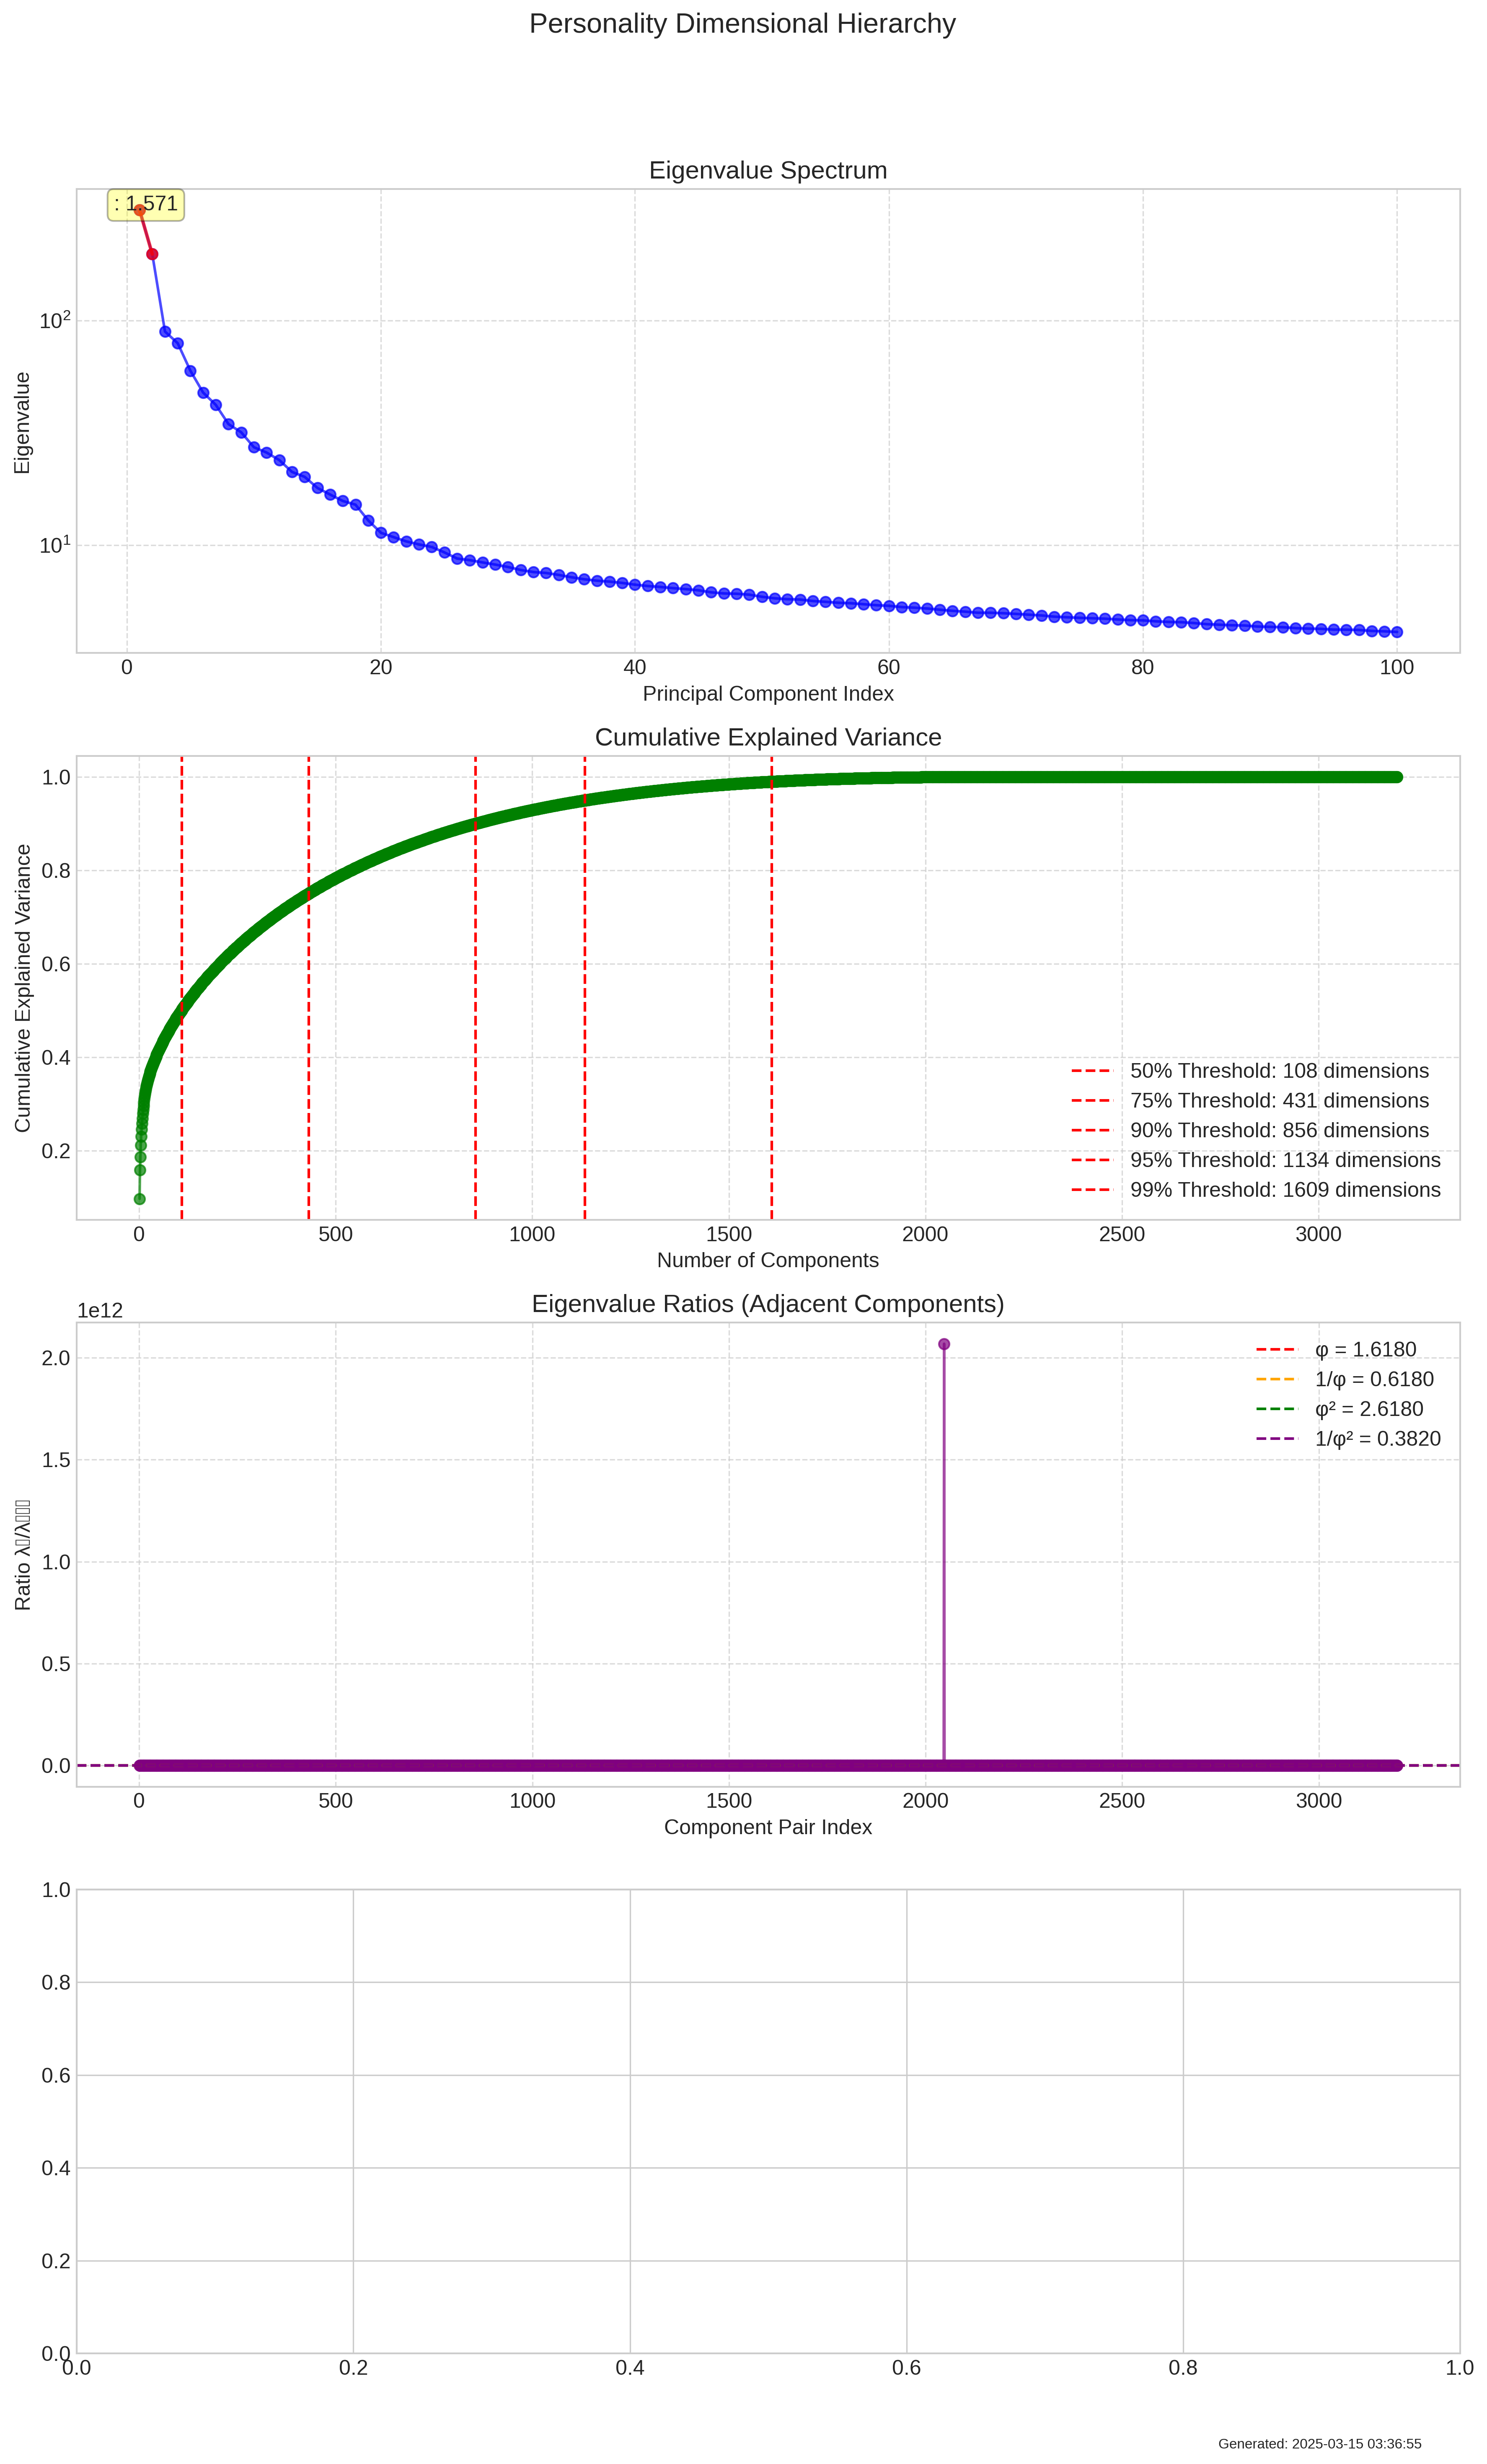 Personality Dimensional Hierarchy
Eigenvalue Spectrum
: 1.571
10²
10¹
Eigenvalue
0 20 40 60 80 100
Principal Component Index
Cumulative Explained Variance
1.0
0.8
0.6
0.4
0.2
Cumulative Explained Variance
50% Threshold: 108 dimensions
75% Threshold: 431 dimensions
90% Threshold: 856 dimensions
95% Threshold: 1134 dimensions
99% Threshold: 1609 dimensions
0 500 1000 1500 2000 2500 3000
Number of Components
1e12
Eigenvalue Ratios (Adjacent Components)
2.0
1.5
1.0
0.5
0.0
Ratio λ▯/λ▯▯▯
φ = 1.6180
1/φ = 0.6180
φ² = 2.6180
1/φ² = 0.3820
0 500 1000 1500 2000 2500 3000
Component Pair Index
1.0
0.8
0.6
0.4
0.2
0.0
0.0 0.2 0.4 0.6 0.8 1.0
Generated: 2025-03-15 03:36:55